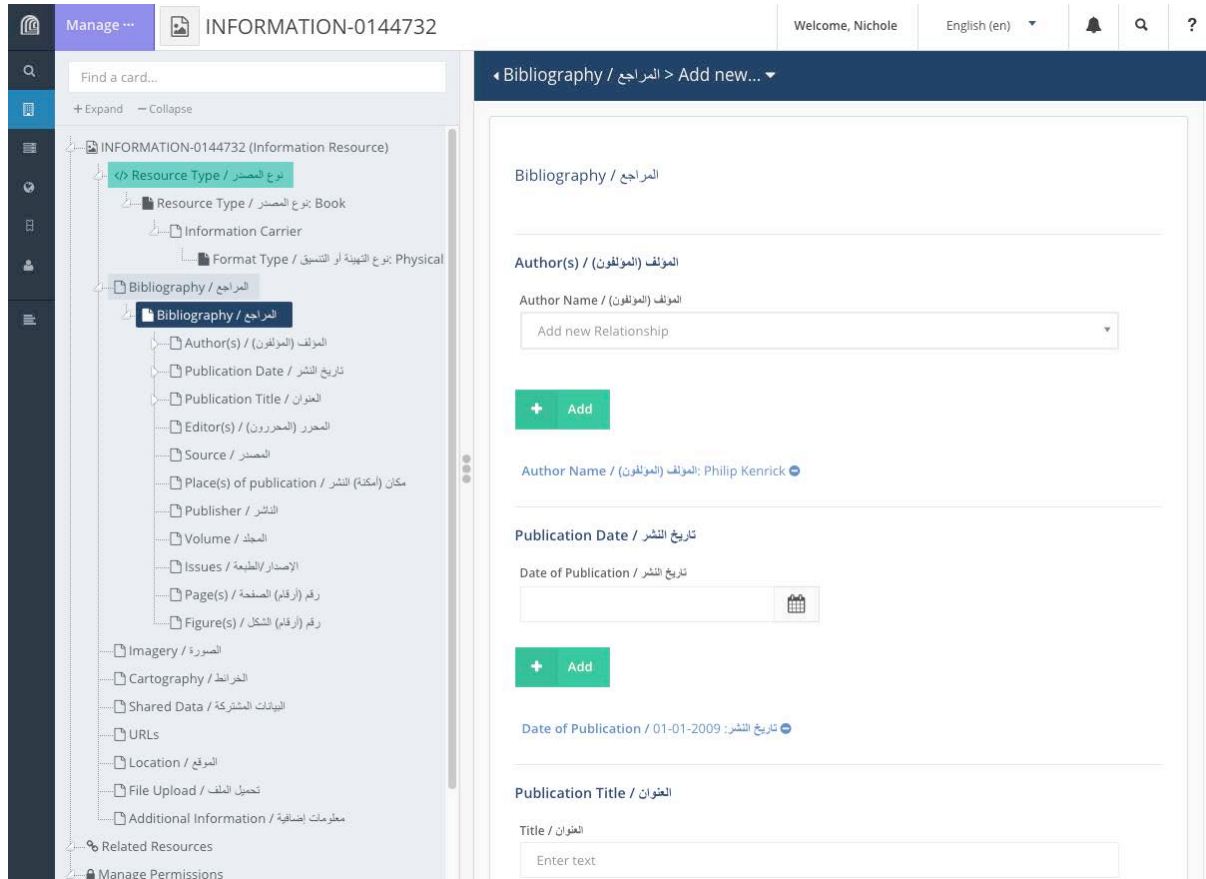 Manage ...
INFORMATION-0144732
Welcome, Nichole
English (en)
?
Find a card...
+ Expand
− Collapse
INFORMATION-0144732 (Information Resource)
</> Resource Type / نوع المصدر
Resource Type / نوع المصدر: Book
Information Carrier
Format Type / نوع التهيئة أو التنسيق: Physical
Bibliography / المراجع
Bibliography / المراجع
Author(s) / المؤلف (المؤلفون)
Publication Date / تاريخ النشر
Publication Title / العنوان
Editor(s) / المحرر (المحررون)
Source / المصدر
Place(s) of publication / مكان (أمكنة) النشر
Publisher / الناشر
Volume / المجلد
Issues / الإصدار/الطبعة
Page(s) / رقم (أرقام) الصفحة
Figure(s) / رقم (أرقام) الشكل
Imagery / الصورة
Cartography / الخرائط
Shared Data / البيانات المشتركة
URLs
Location / الموقع
File Upload / تحميل الملف
Additional Information / معلومات إضافية
Related Resources
Manage Permissions
Bibliography / المراجع > Add new...
Bibliography / المراجع
Author(s) / المؤلف (المؤلفون)
Author Name / المؤلف (المؤلفون)
Add new Relationship
+ Add
Author Name / المؤلف (المؤلفون): Philip Kenrick
Publication Date / تاريخ النشر
Date of Publication / تاريخ النشر
+ Add
Date of Publication / تاريخ النشر: 01-01-2009
Publication Title / العنوان
Title / العنوان
Enter text